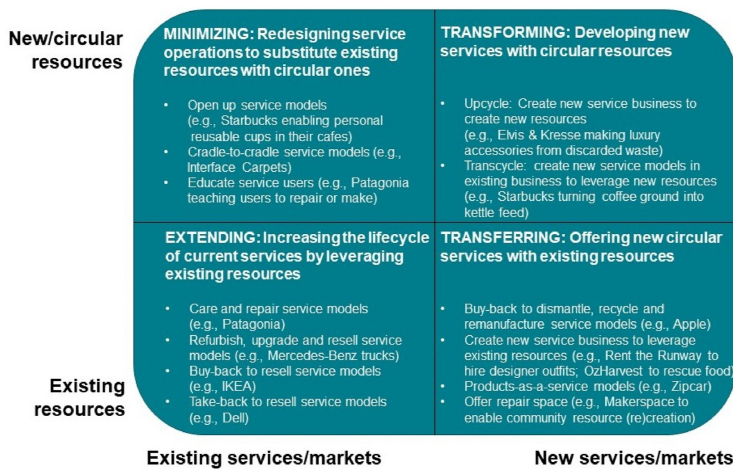 New/circular
resources
MINIMIZING: Redesigning service
operations to substitute existing
resources with circular ones
• Open up service models
(e.g., Starbucks enabling personal
reusable cups in their cafes)
• Cradle-to-cradle service models (e.g.,
Interface Carpets)
• Educate service users (e.g., Patagonia
teaching users to repair or make)
TRANSFORMING: Developing new
services with circular resources
• Upcycle: Create new service business to
create new resources
(e.g., Elvis & Kresse making luxury
accessories from discarded waste)
• Transcycle: create new service models in
existing business to leverage new resources
(e.g., Starbucks turning coffee ground into
kettle feed)
EXTENDING: Increasing the lifecycle
of current services by leveraging
existing resources
• Care and repair service models
(e.g., Patagonia)
• Refurbish, upgrade and resell service
models (e.g., Mercedes-Benz trucks)
• Buy-back to resell service models
(e.g., IKEA)
• Take-back to resell service models
(e.g., Dell)
TRANSFERRING: Offering new circular
services with existing resources
• Buy-back to dismantle, recycle and
remanufacture service models (e.g., Apple)
• Create new service business to leverage
existing resources (e.g., Rent the Runway to
hire designer outfits; OzHarvest to rescue food)
• Products-as-a-service models (e.g., Zipcar)
• Offer repair space (e.g., Makerspace to
enable community resource (re)creation)
Existing
resources
Existing services/markets
New services/markets